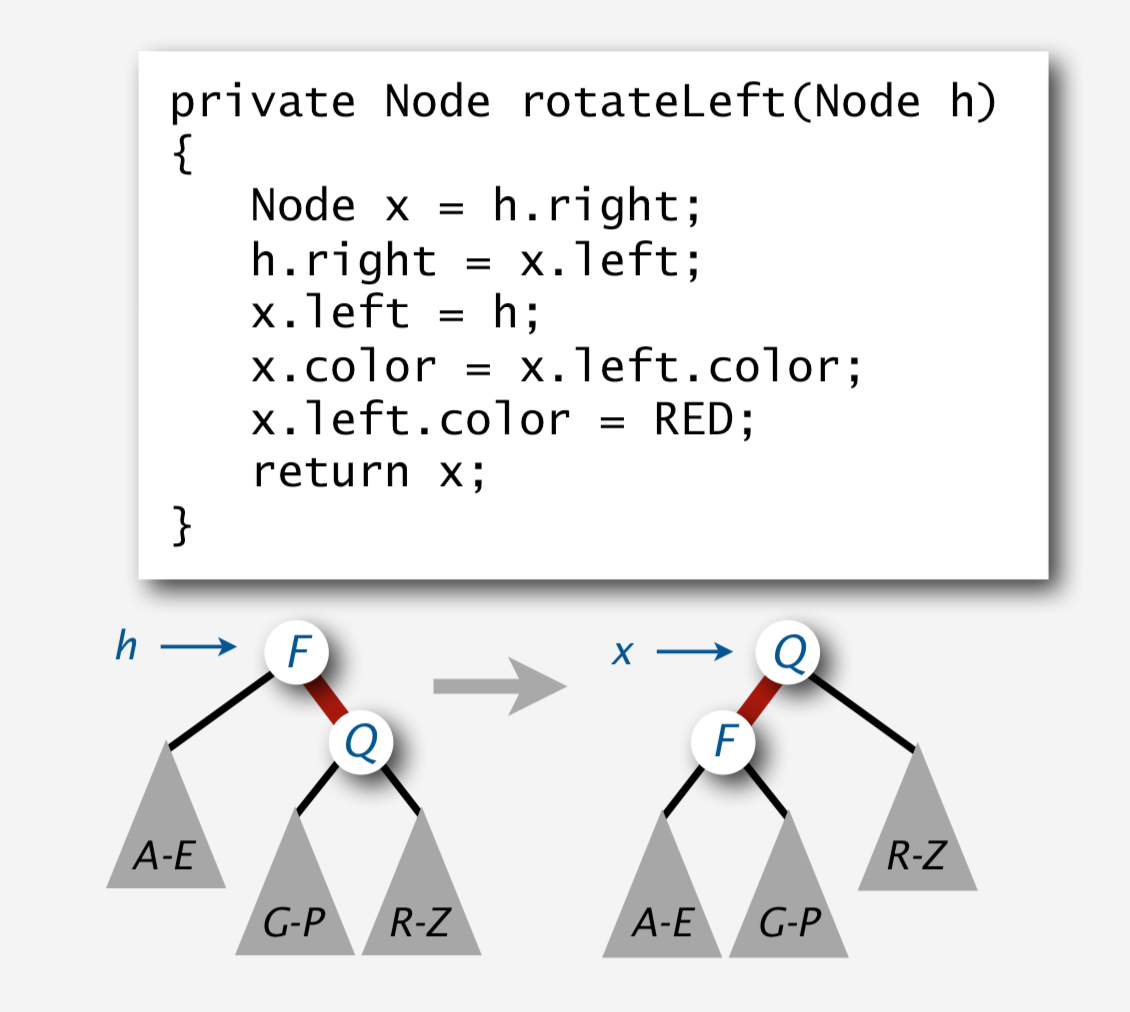 private Node rotateLeft(Node h)
{
   Node x = h.right;
   h.right = x.left;
   x.left = h;
   x.color = x.left.color;
   x.left.color = RED;
   return x;
}
h
F
Q
A-E
G-P
R-Z
x
Q
F
R-Z
A-E
G-P